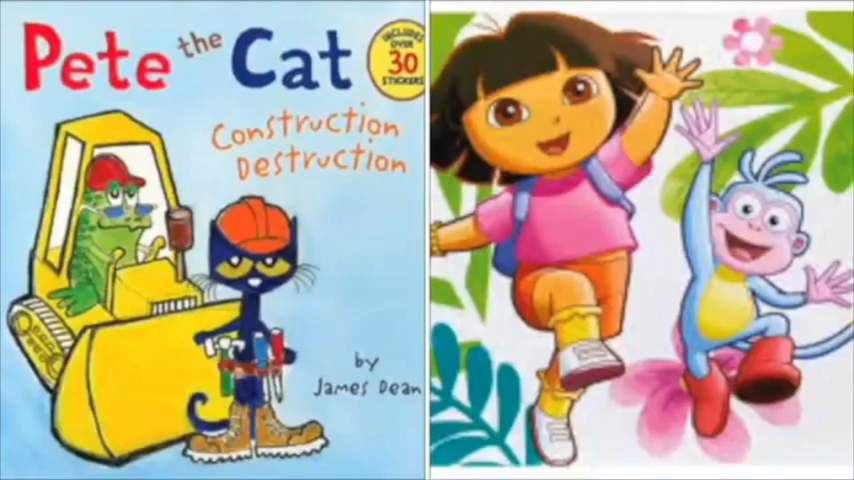 Pete the Cat
INCLUDES
OVER
30
STICKERS
Construction
Destruction
by
James Dean